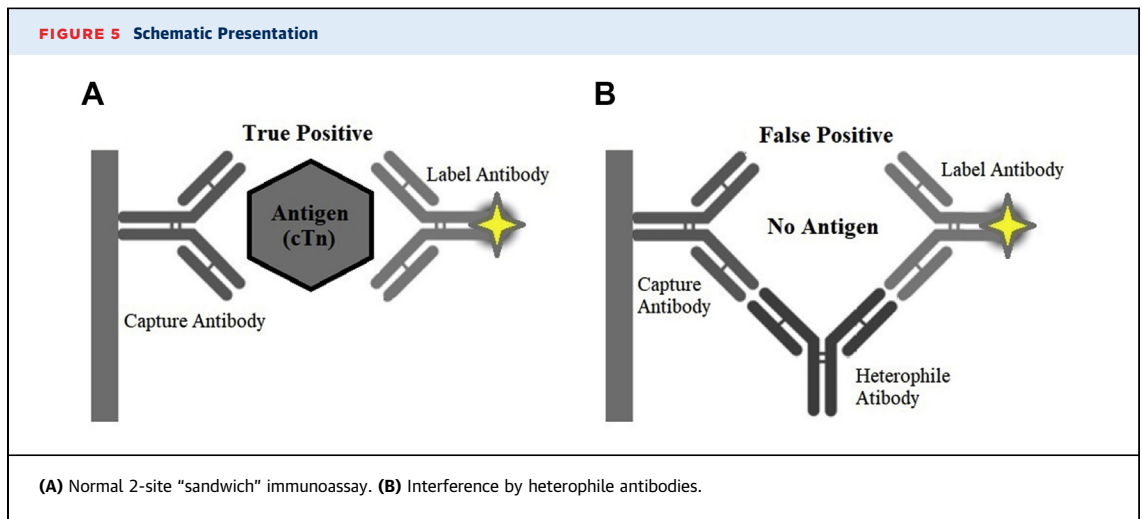 FIGURE 5 Schematic Presentation
A
True Positive
Label Antibody
Antigen
(cTn)
Capture Antibody
B
False Positive
Label Antibody
No Antigen
Capture
Antibody
Heterophile
Atibody
(A) Normal 2-site “sandwich” immunoassay. (B) Interference by heterophile antibodies.